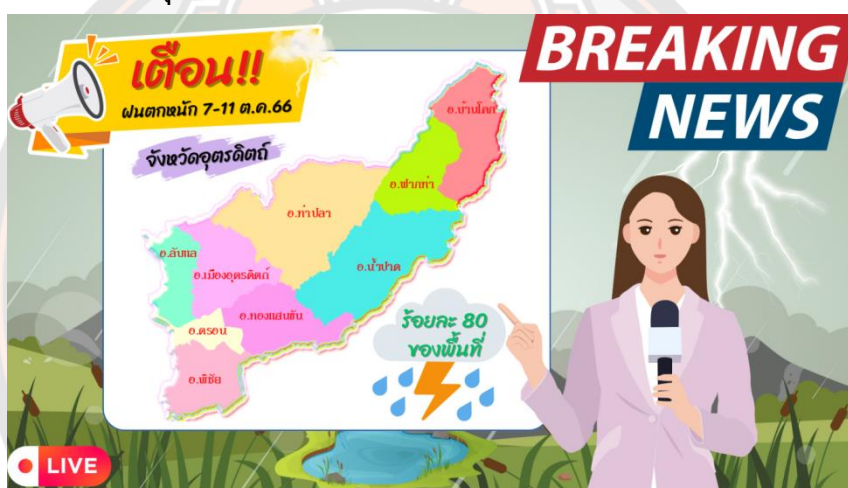 เตือน!!
ฝนตกหนัก 7-11 ต.ค.66
จังหวัดอุตรดิตถ์
BREAKING
NEWS
อ.บ้านโคก
อ.ฟากท่า
อ.ท่าปลา
อ.ลับแล
อ.เมืองอุตรดิตถ์
อ.น้ำปาด
อ.ทองแสนขัน
อ.ตรอน
อ.พิชัย
ร้อยละ 80
ของพื้นที่
LIVE